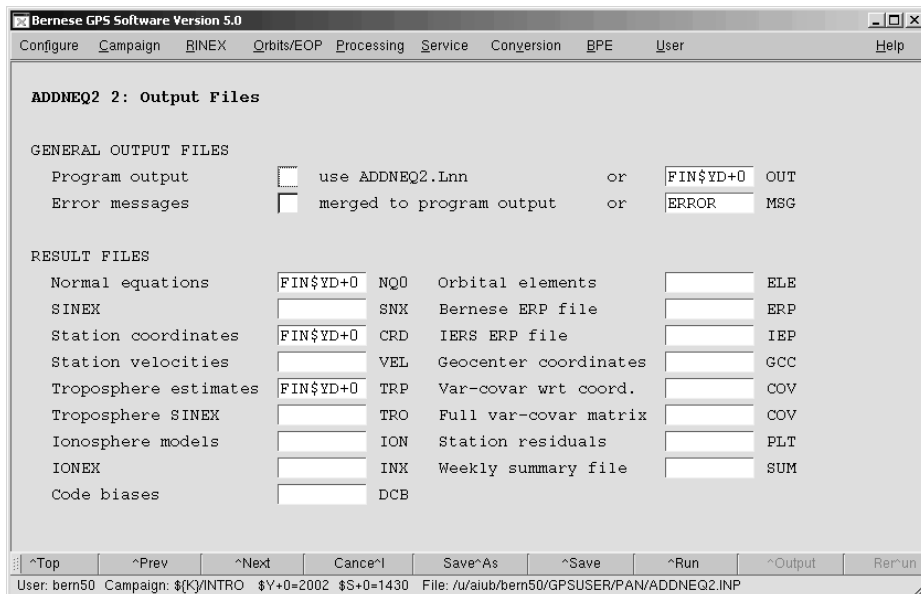 Bernese GPS Software Version 5.0
Configure Campaign RINEX Orbits/EOP Processing Service Conversion BPE User Help
ADDNEQ2 2: Output Files
GENERAL OUTPUT FILES
Program output use ADDNEQ2.Lnn or FIN$YD+0 OUT
Error messages merged to program output or ERROR MSG
RESULT FILES
Normal equations FIN$YD+0 NQ0 Orbital elements ELE
SINEX SNX Bernese ERP file ERP
Station coordinates FIN$YD+0 CRD IERS ERP file IEP
Station velocities VEL Geocenter coordinates GCC
Troposphere estimates FIN$YD+0 TRP Var-covar wrt coord. COV
Troposphere SINEX TRO Full var-covar matrix COV
Ionosphere models ION Station residuals PLT
IONEX INX Weekly summary file SUM
Code biases DCB
^Top ^Prev ^Next Cance^l Save^As ^Save ^Run ^Output Rer^un
User: bern50 Campaign: ${K}/INTRO $Y+0=2002 $S+0=1430 File: /u/aiub/bern50/GPSUSER/PAN/ADDNEQ2.INP